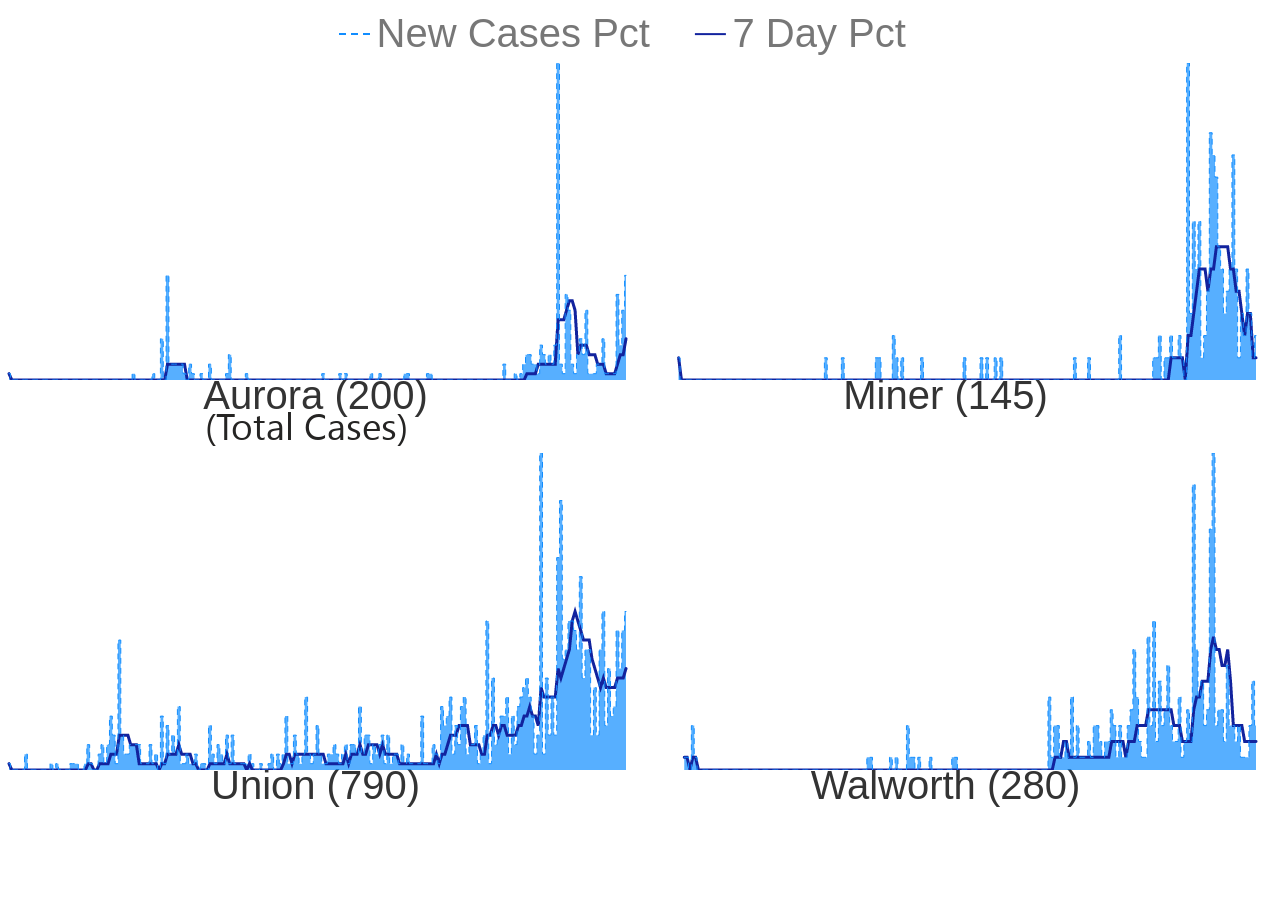 New Cases Pct 7 Day Pct
Aurora (200)
(Total Cases)
Miner (145)
Union (790)
Walworth (280)